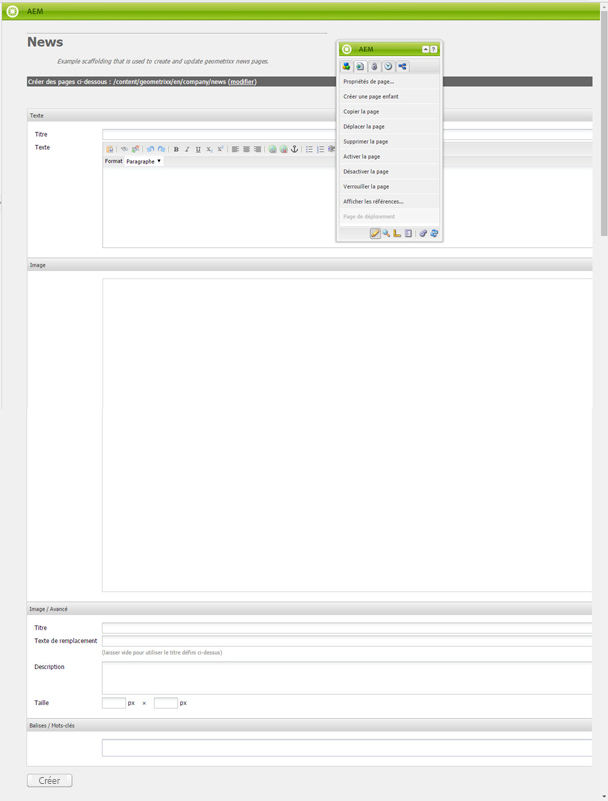 AEM
News
Example scaffolding that is used to create and update geometrixx news pages.
Créer des pages ci-dessous : /content/geometrixx/en/company/news (modifier)
AEM
?
Propriétés de page...
Créer une page enfant
Copier la page
Déplacer la page
Supprimer la page
Activer la page
Désactiver la page
Verrouiller la page
Afficher les références...
Page de déploiement
Texte
Titre
Texte
B I U X₂ X²
Format Paragraphe
Image
Image / Avancé
Titre
Texte de remplacement
(laisser vide pour utiliser le titre défini ci-dessus)
Description
Taille px × px
Balises / Mots-clés
Créer